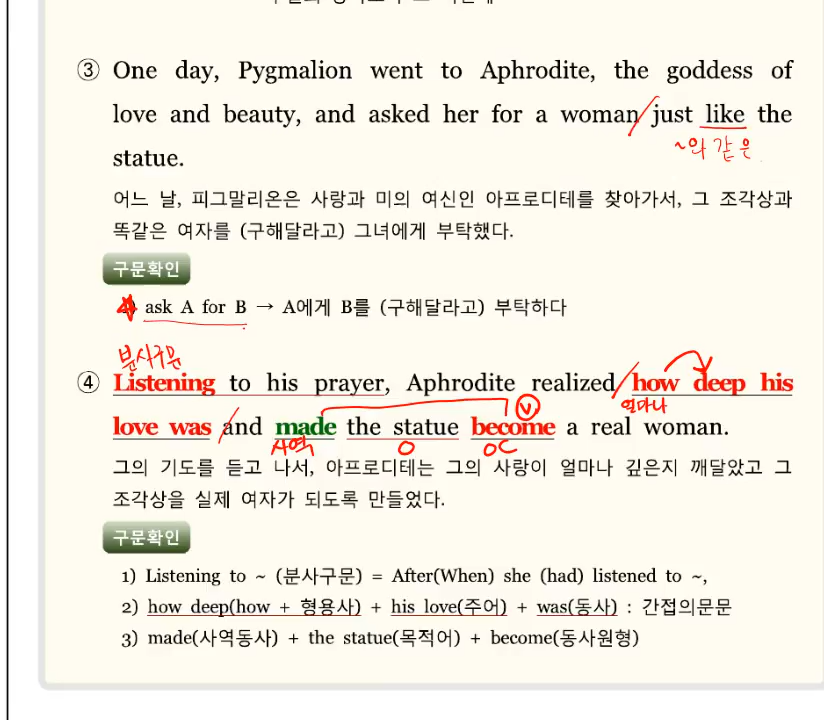 ③ One day, Pygmalion went to Aphrodite, the goddess of
love and beauty, and asked her for a woman just like the
~와 같은
statue.
어느 날, 피그말리온은 사랑과 미의 여신인 아프로디테를 찾아가서, 그 조각상과
똑같은 여자를 (구해달라고) 그녀에게 부탁했다.
구문확인
ask A for B → A에게 B를 (구해달라고) 부탁하다
분사구문
④ Listening to his prayer, Aphrodite realized how deep his
얼마나
love was and made the statue become a real woman.
V
사역 O OC
그의 기도를 듣고 나서, 아프로디테는 그의 사랑이 얼마나 깊은지 깨달았고 그
조각상을 실제 여자가 되도록 만들었다.
구문확인
1) Listening to ~ (분사구문) = After(When) she (had) listened to ~,
2) how deep(how + 형용사) + his love(주어) + was(동사) : 간접의문문
3) made(사역동사) + the statue(목적어) + become(동사원형)